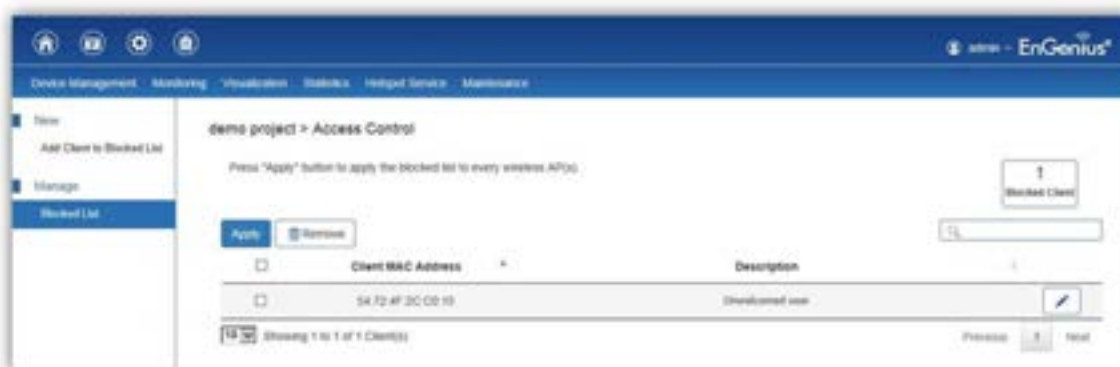 admin - EnGenius
Device Management Monitoring Visualization Statistics Hotspot Service Maintenance
New
Add Client to Blocked List
Manage
Blocked List
demo project > Access Control
Press "Apply" button to apply the blocked list to every wireless AP(s).
1
Blocked Client
Apply Remove
Client MAC Address Description
Unwelcomed user
10 Showing 1 to 1 of 1 Client(s)
Previous 1 Next